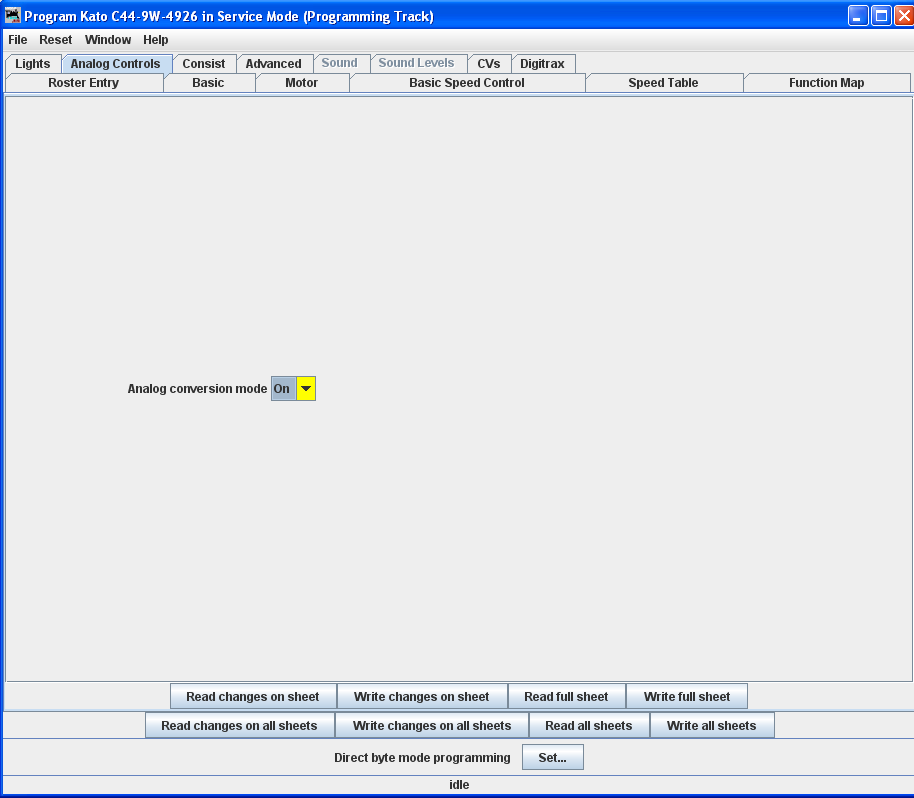 Program Kato C44-9W-4926 in Service Mode (Programming Track)
File Reset Window Help
Lights Analog Controls Consist Advanced Sound Sound Levels CVs Digitrax
Roster Entry Basic Motor Basic Speed Control Speed Table Function Map
Analog conversion mode On
Read changes on sheet Write changes on sheet Read full sheet Write full sheet
Read changes on all sheets Write changes on all sheets Read all sheets Write all sheets
Direct byte mode programming Set...
idle